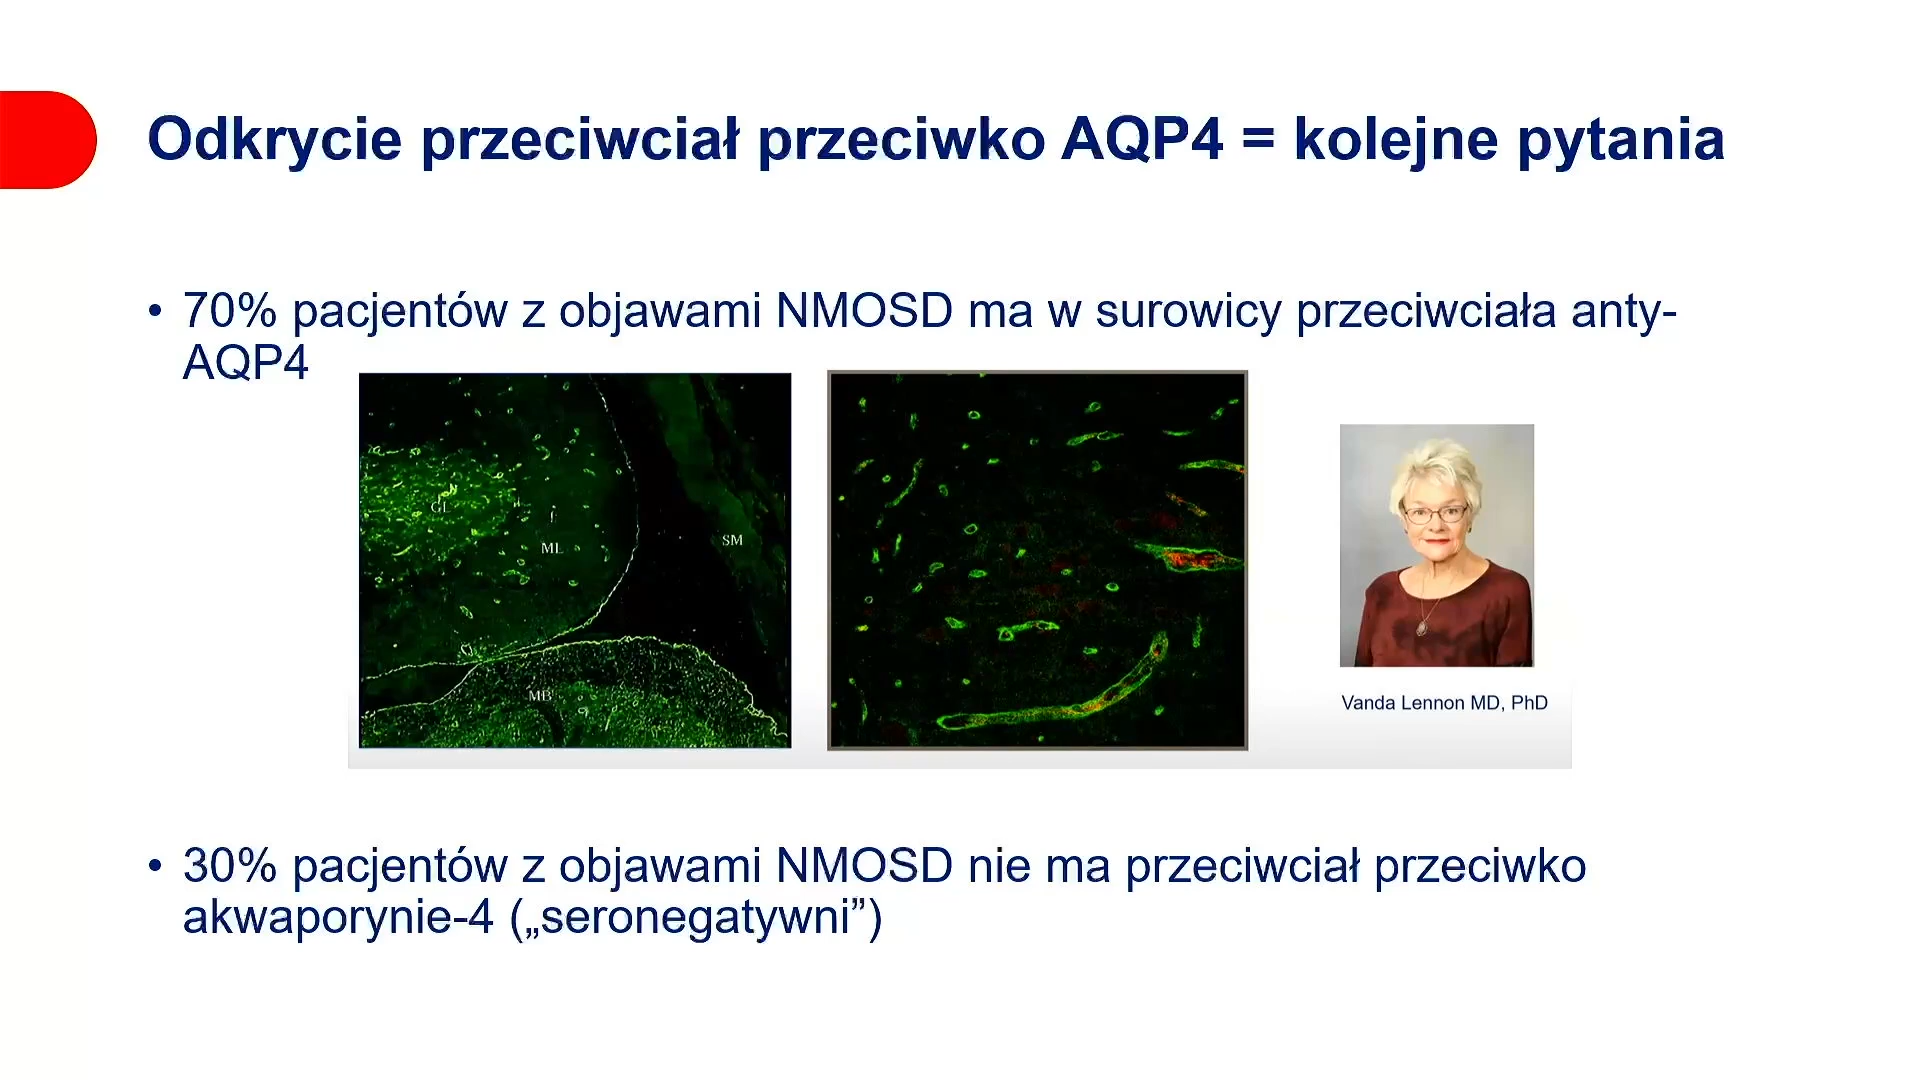 Odkrycie przeciwciał przeciwko AQP4 = kolejne pytania
• 70% pacjentów z objawami NMOSD ma w surowicy przeciwciała anty-
AQP4
GL
ML
SM
MB
Vanda Lennon MD, PhD
• 30% pacjentów z objawami NMOSD nie ma przeciwciał przeciwko
akwaporynie-4 („seronegatywni”)